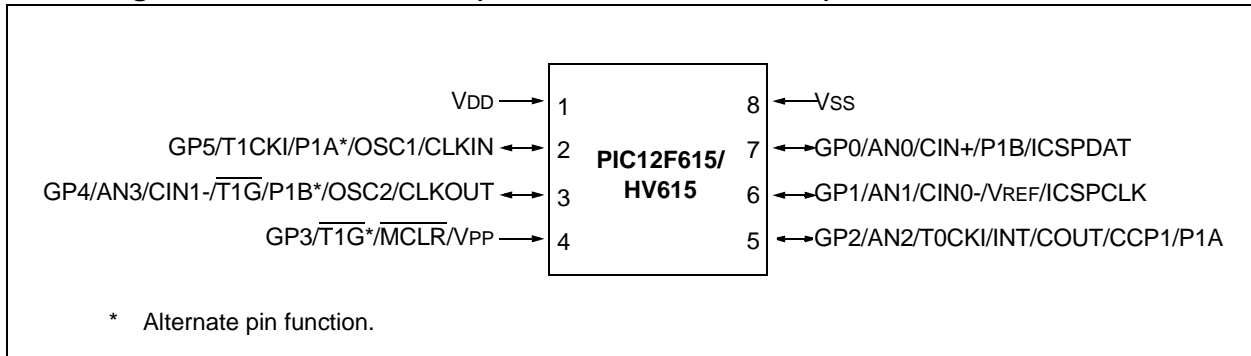 VDD 1 8 VSS
GP5/T1CKI/P1A*/OSC1/CLKIN 2 PIC12F615/ 7 GP0/AN0/CIN+/P1B/ICSPDAT
GP4/AN3/CIN1-/T1G/P1B*/OSC2/CLKOUT 3 HV615 6 GP1/AN1/CIN0-/VREF/ICSPCLK
GP3/T1G*/MCLR/VPP 4 5 GP2/AN2/T0CKI/INT/COUT/CCP1/P1A
* Alternate pin function.